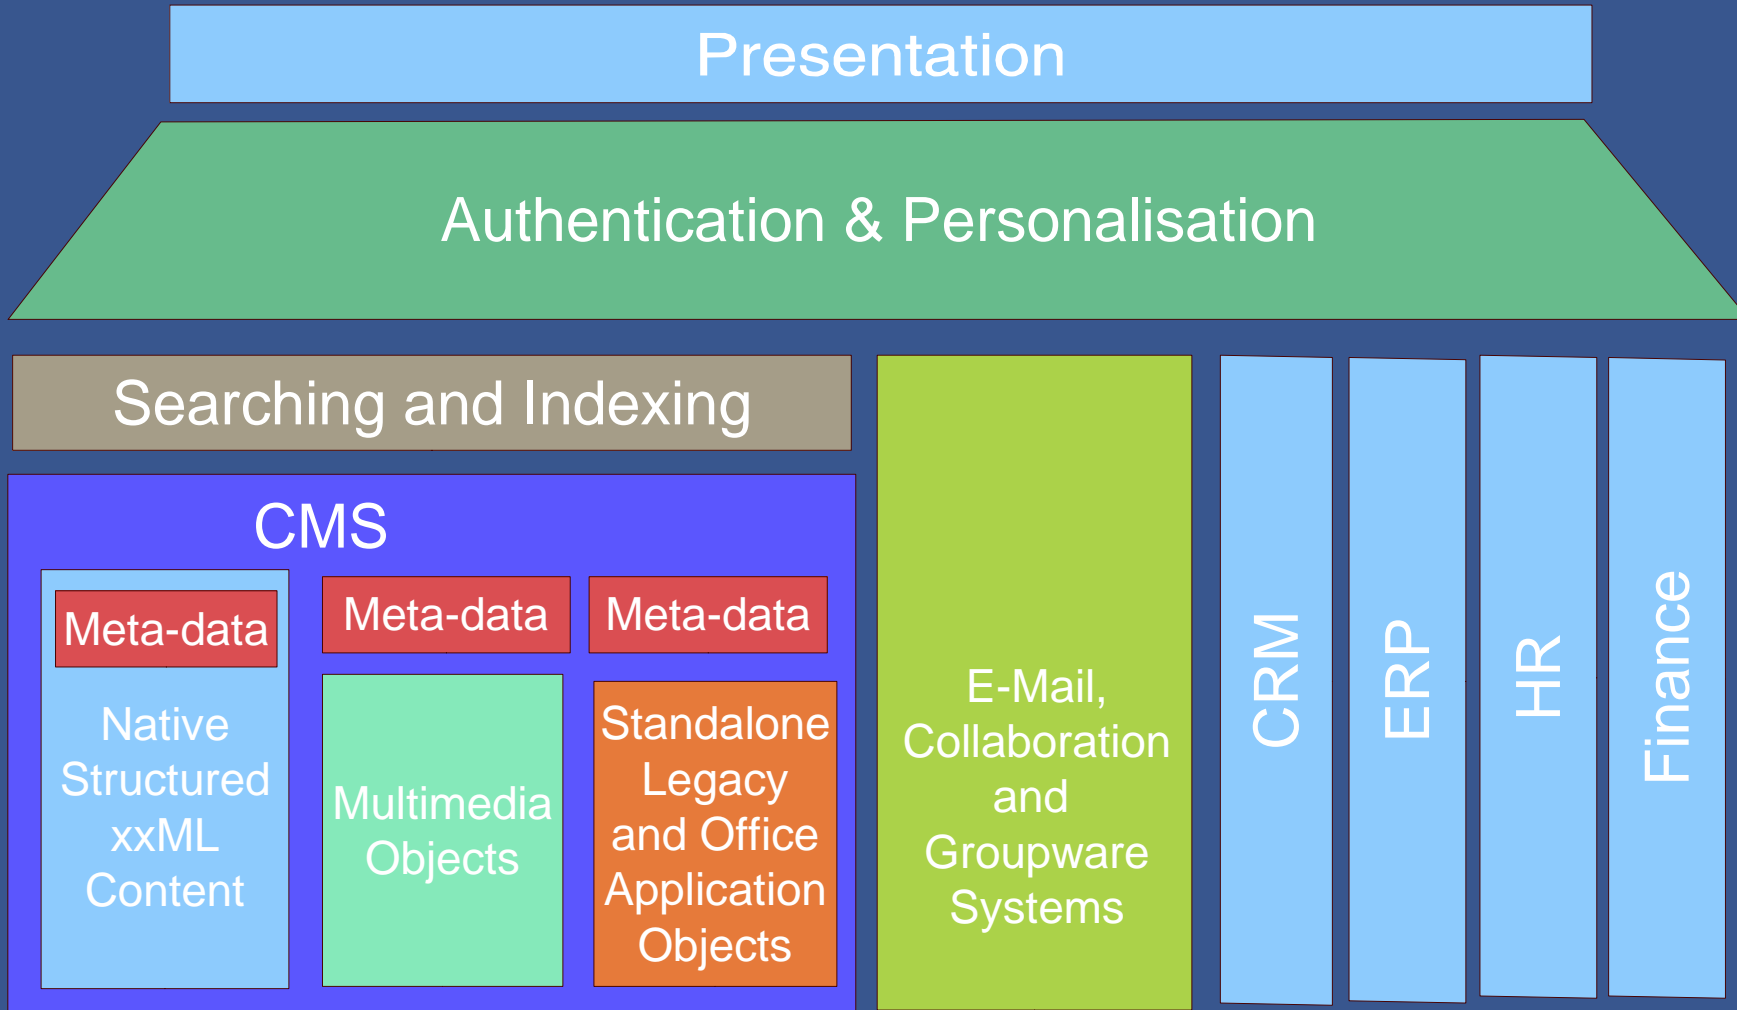 Presentation
Authentication & Personalisation
Searching and Indexing
CMS
Meta-data
Native
Structured
xxML
Content
Meta-data
Multimedia
Objects
Meta-data
Standalone
Legacy
and Office
Application
Objects
E-Mail,
Collaboration
and
Groupware
Systems
CRM
ERP
HR
Finance